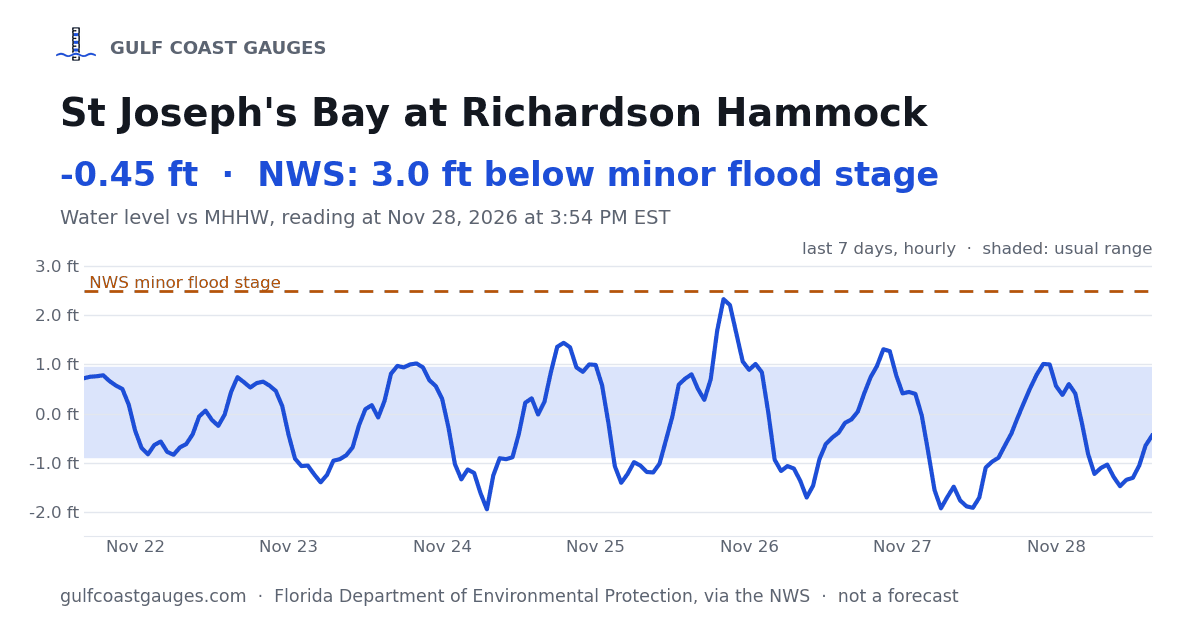 GULF COAST GAUGES
St Joseph's Bay at Richardson Hammock
-0.45 ft · NWS: 3.0 ft below minor flood stage
Water level vs MHHW, reading at Nov 28, 2026 at 3:54 PM EST
last 7 days, hourly · shaded: usual range
3.0 ft
NWS minor flood stage
2.0 ft
1.0 ft
0.0 ft
-1.0 ft
-2.0 ft
Nov 22 Nov 23 Nov 24 Nov 25 Nov 26 Nov 27 Nov 28
gulfcoastgauges.com · Florida Department of Environmental Protection, via the NWS · not a forecast